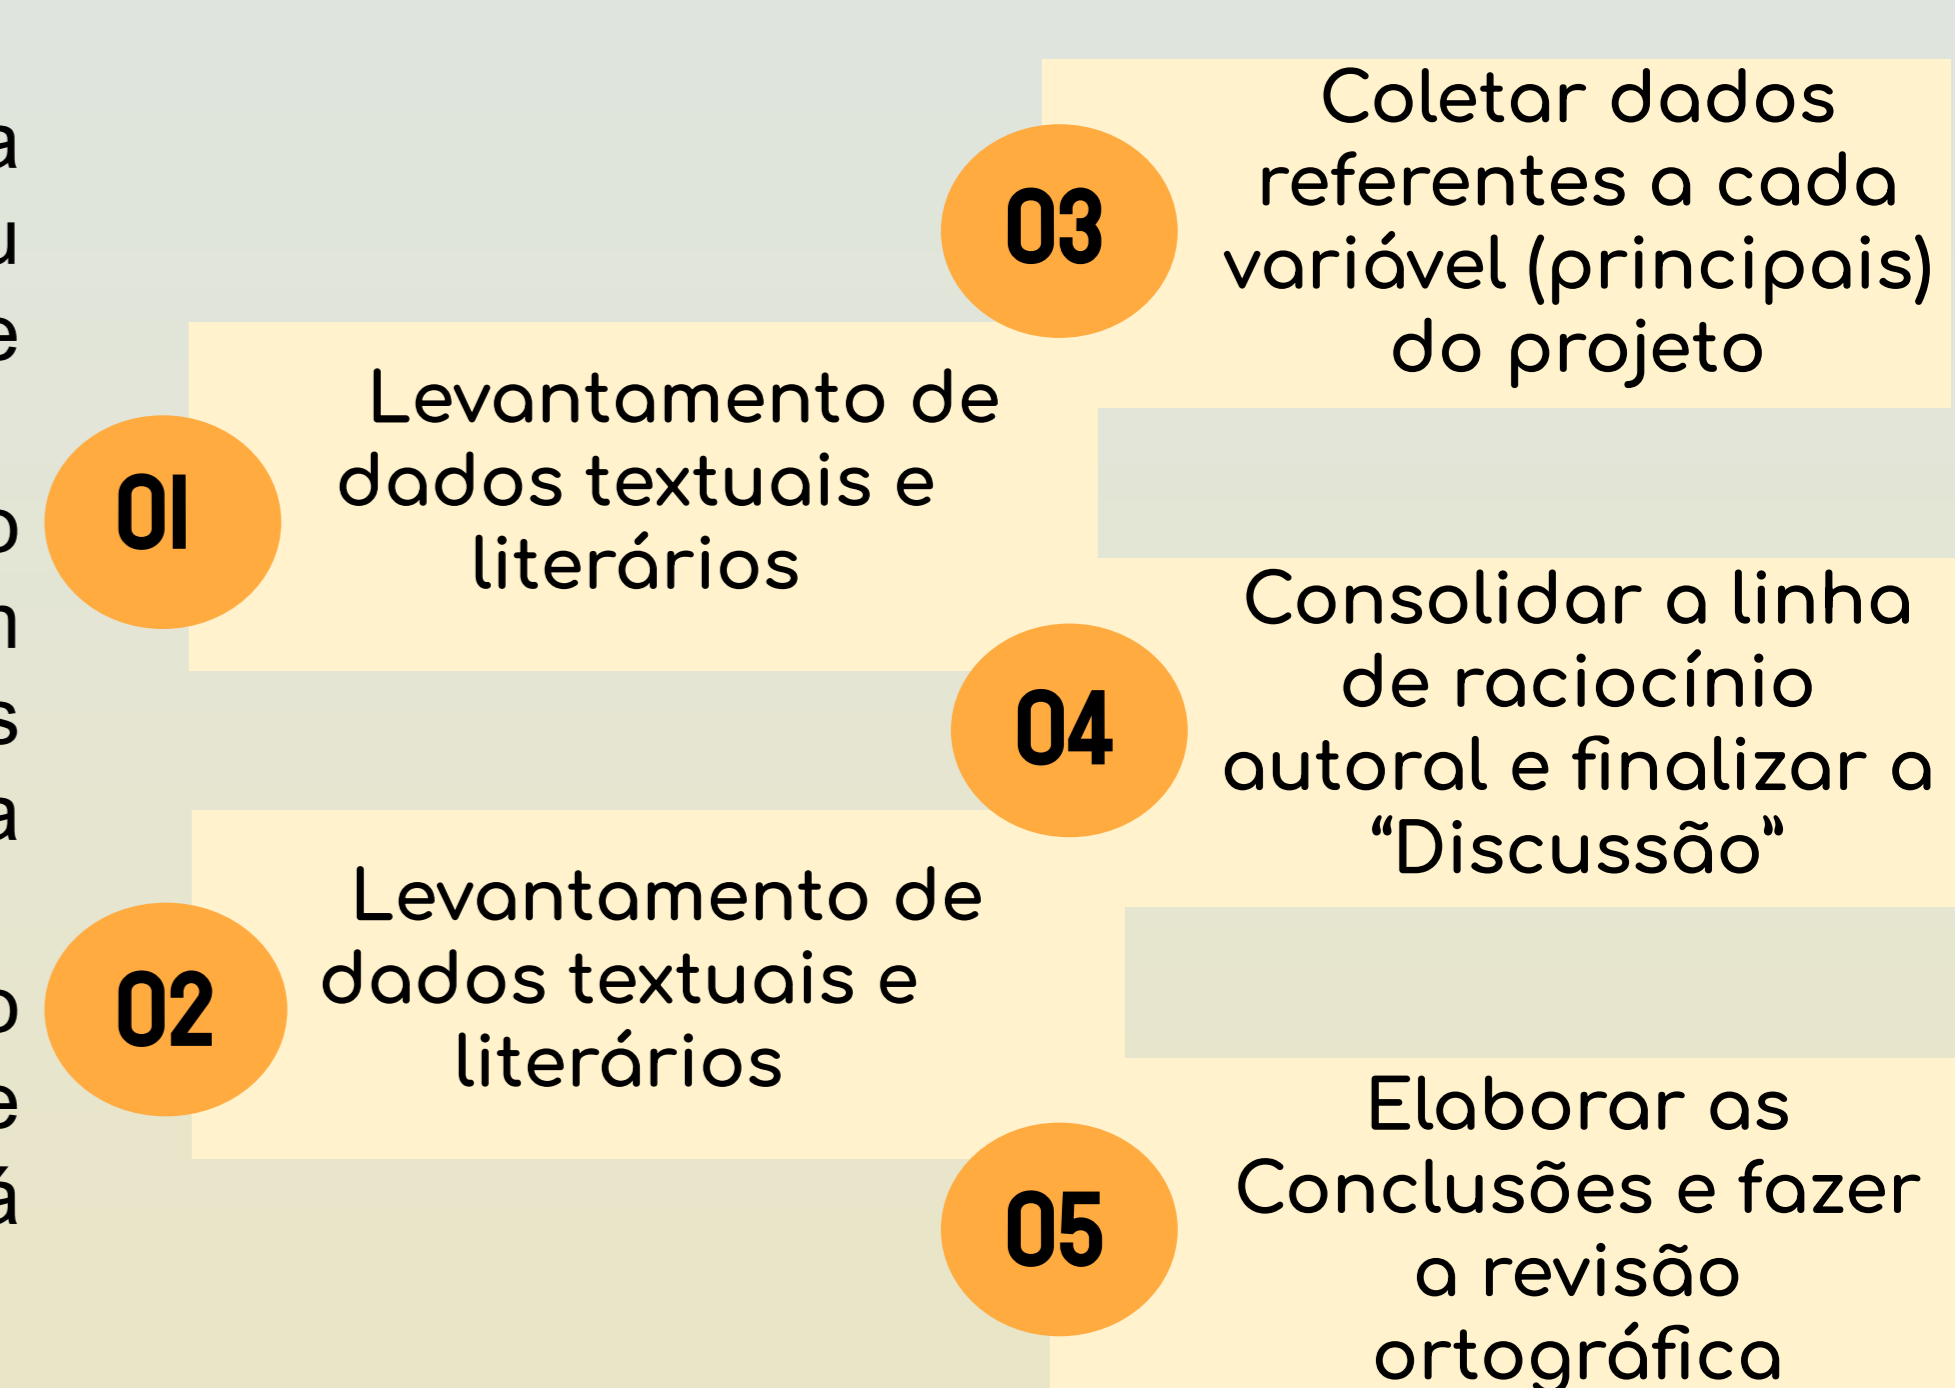 01
Levantamento de
dados textuais e
literários
02
Levantamento de
dados textuais e
literários
03
Coletar dados
referentes a cada
variável (principais)
do projeto
04
Consolidar a linha
de raciocínio
autoral e finalizar a
“Discussão”
05
Elaborar as
Conclusões e fazer
a revisão
ortográfica